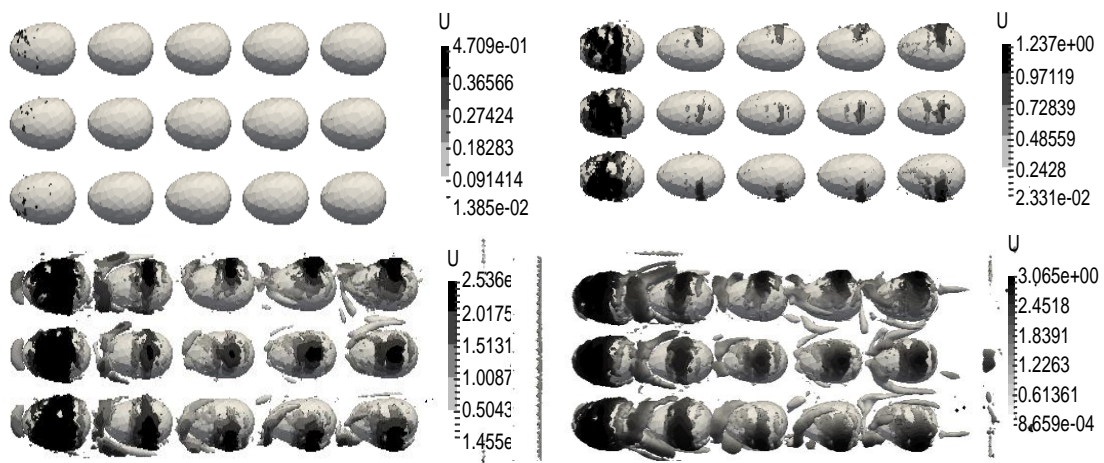 U
4.709e-01
0.36566
0.27424
0.18283
0.091414
1.385e-02
U
1.237e+00
0.97119
0.72839
0.48559
0.2428
2.331e-02
U
2.536e
2.0175
1.5131
1.0087
0.5043
1.455e
U
3.065e+00
2.4518
1.8391
1.2263
0.61361
8.659e-04